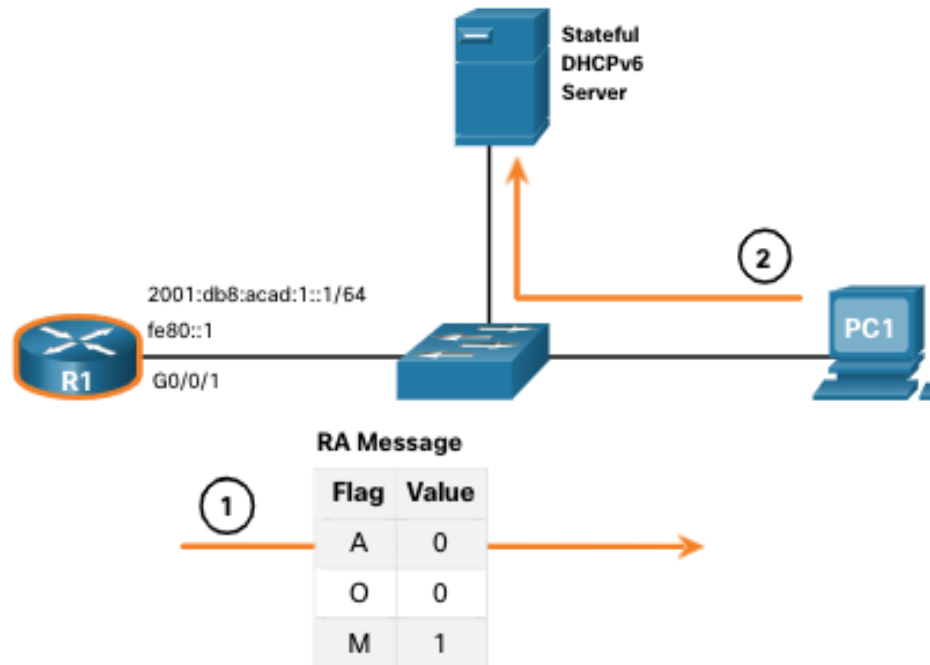 Stateful
DHCPv6
Server
2
2001:db8:acad:1::1/64
fe80::1
PC1
R1
G0/0/1
RA Message
1
Flag Value
A 0
O 0
M 1